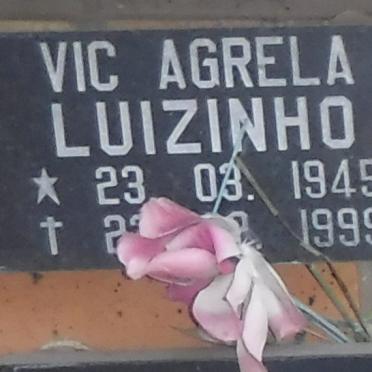 VIC AGRELA
LUIZINHO
★ 23 03. 1945
† 1999